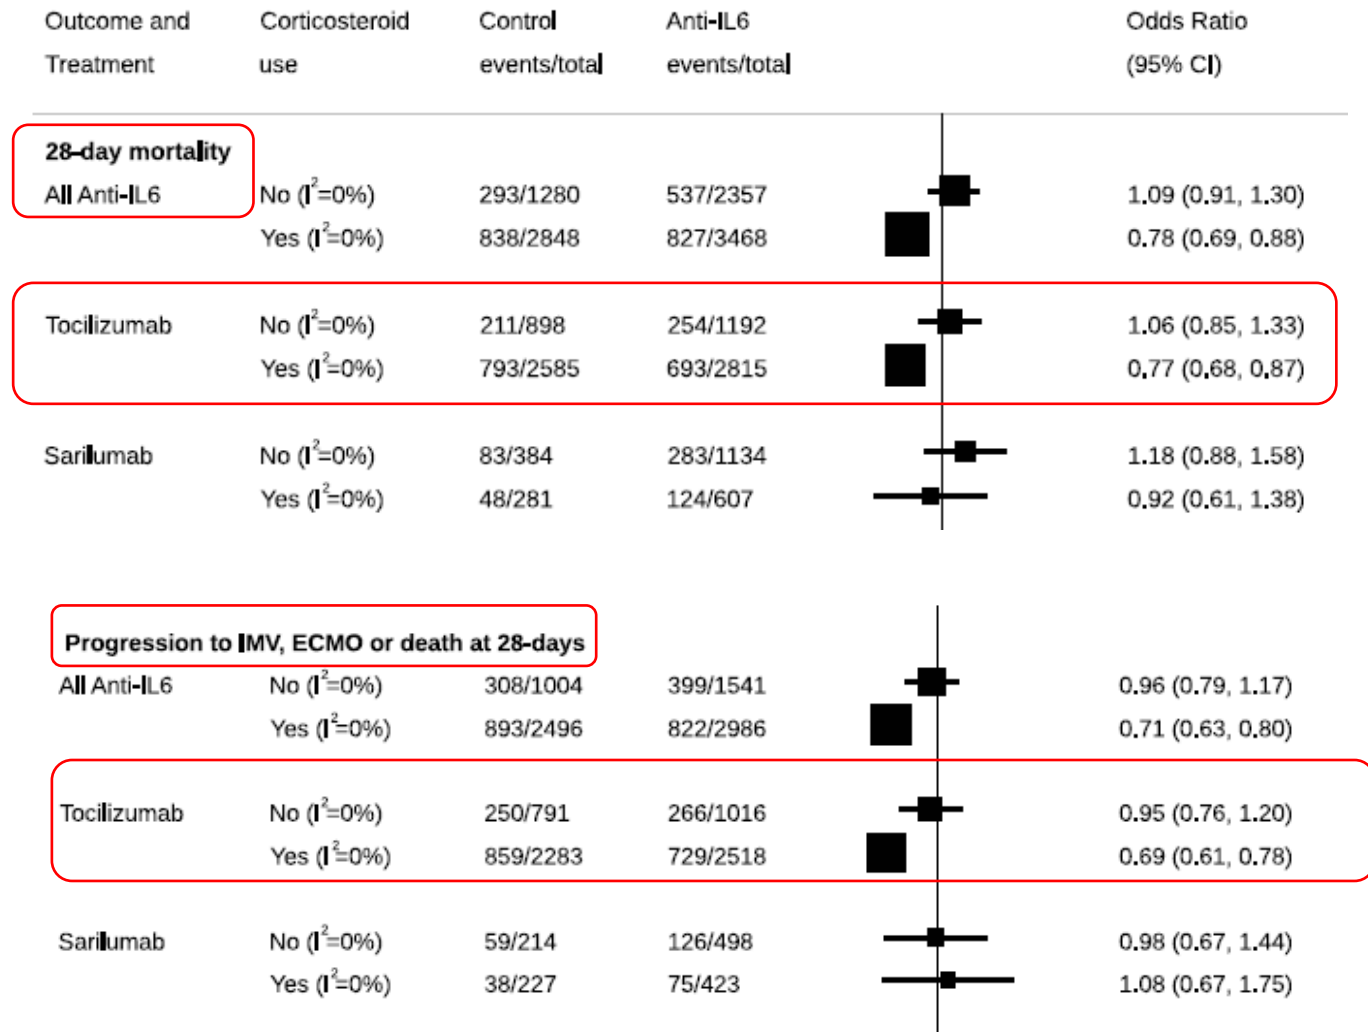 Outcome and Treatment Corticosteroid use Control events/total Anti-IL6 events/total Odds Ratio (95% CI)
28-day mortality
All Anti-IL6 No (I²=0%) 293/1280 537/2357 1.09 (0.91, 1.30)
Yes (I²=0%) 838/2848 827/3468 0.78 (0.69, 0.88)
Tocilizumab No (I²=0%) 211/898 254/1192 1.06 (0.85, 1.33)
Yes (I²=0%) 793/2585 693/2815 0.77 (0.68, 0.87)
Sarilumab No (I²=0%) 83/384 283/1134 1.18 (0.88, 1.58)
Yes (I²=0%) 48/281 124/607 0.92 (0.61, 1.38)
Progression to IMV, ECMO or death at 28-days
All Anti-IL6 No (I²=0%) 308/1004 399/1541 0.96 (0.79, 1.17)
Yes (I²=0%) 893/2496 822/2986 0.71 (0.63, 0.80)
Tocilizumab No (I²=0%) 250/791 266/1016 0.95 (0.76, 1.20)
Yes (I²=0%) 859/2283 729/2518 0.69 (0.61, 0.78)
Sarilumab No (I²=0%) 59/214 126/498 0.98 (0.67, 1.44)
Yes (I²=0%) 38/227 75/423 1.08 (0.67, 1.75)